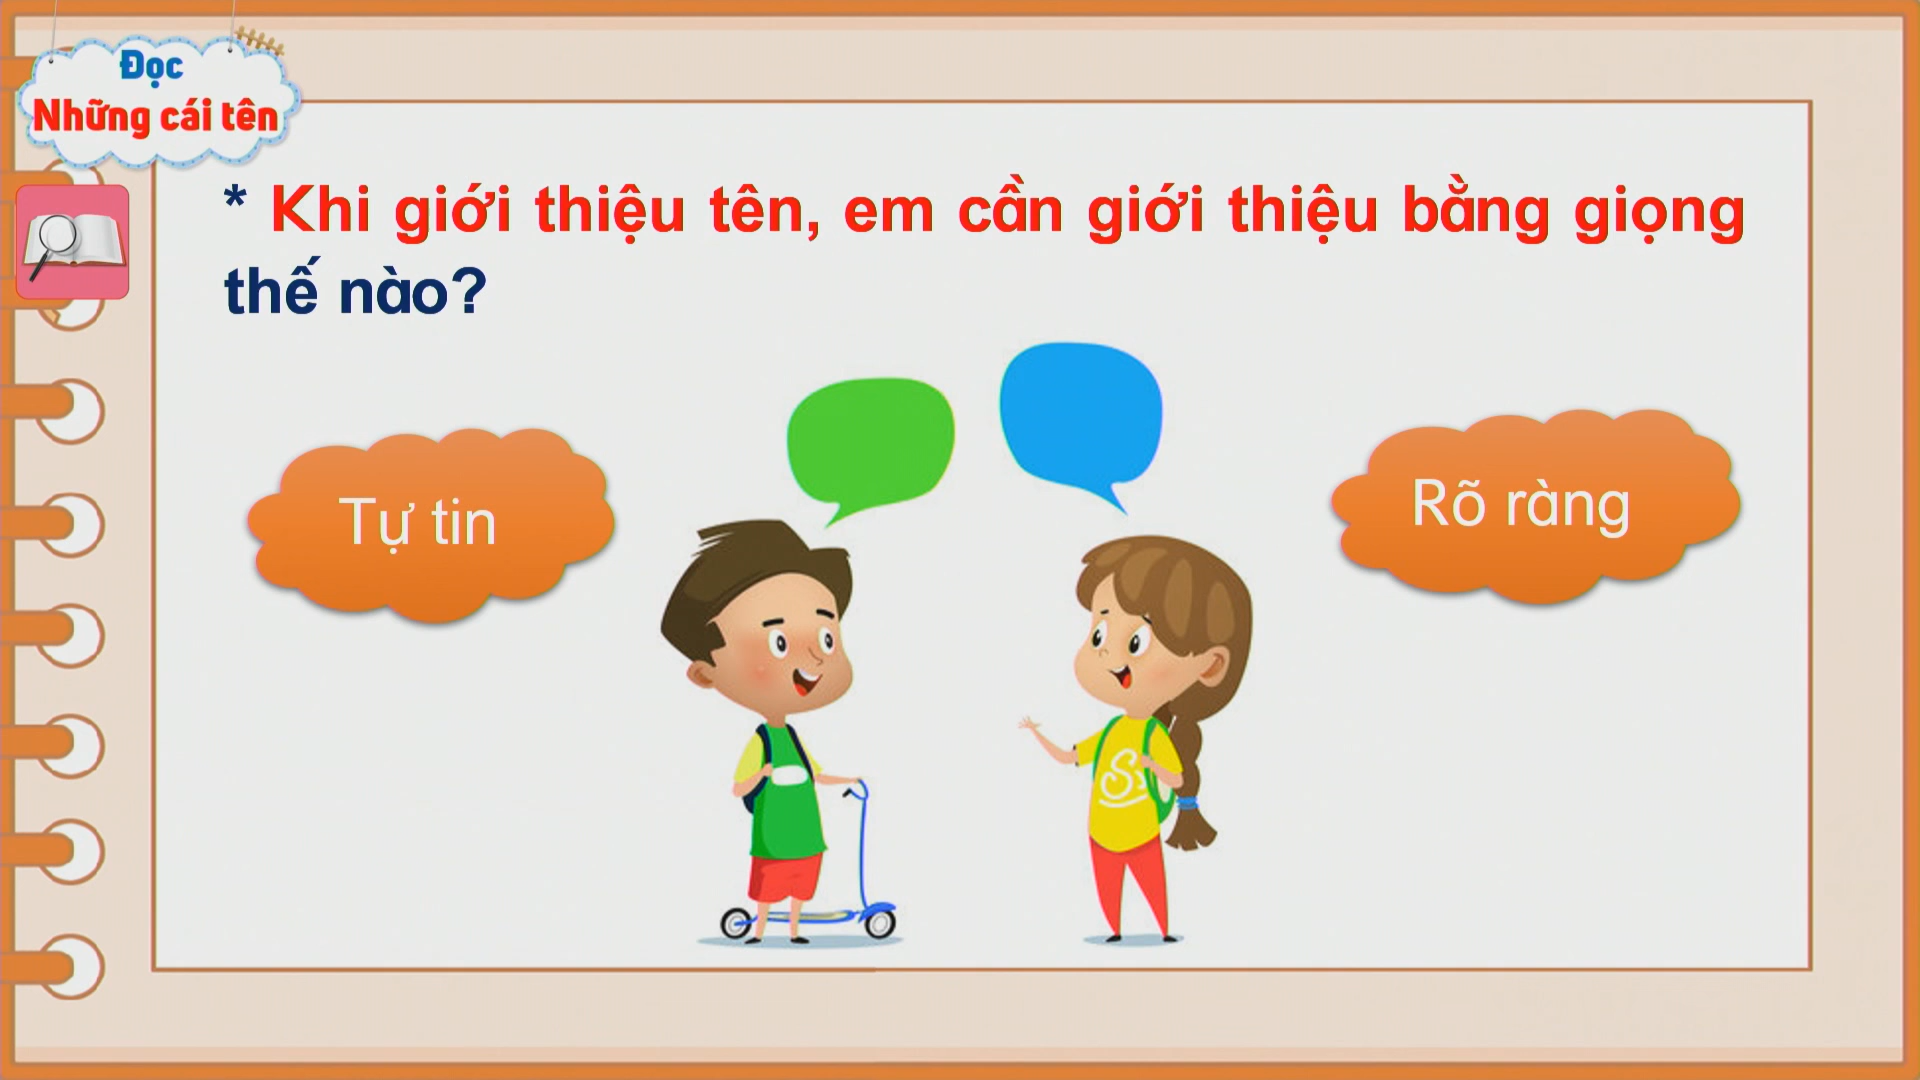 Đọc
Những cái tên
* Khi giới thiệu tên, em cần giới thiệu bằng giọng
thế nào?
Tự tin
Rõ ràng
S